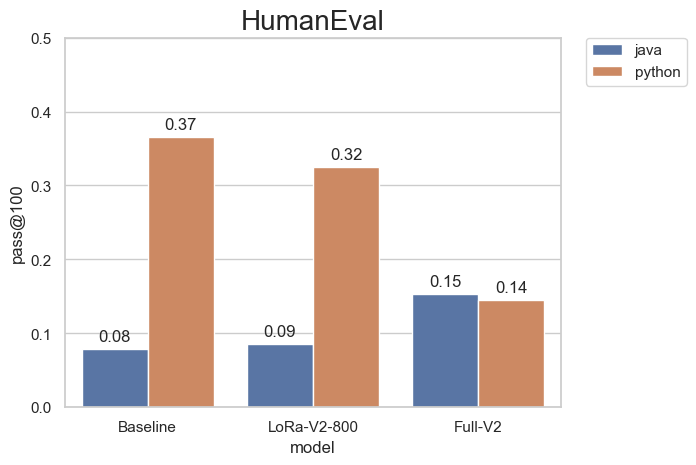 HumanEval
java
python
0.5
0.4
0.3
0.2
0.1
0.0
pass@100
0.08
0.37
0.09
0.32
0.15
0.14
Baseline
LoRa-V2-800
Full-V2
model